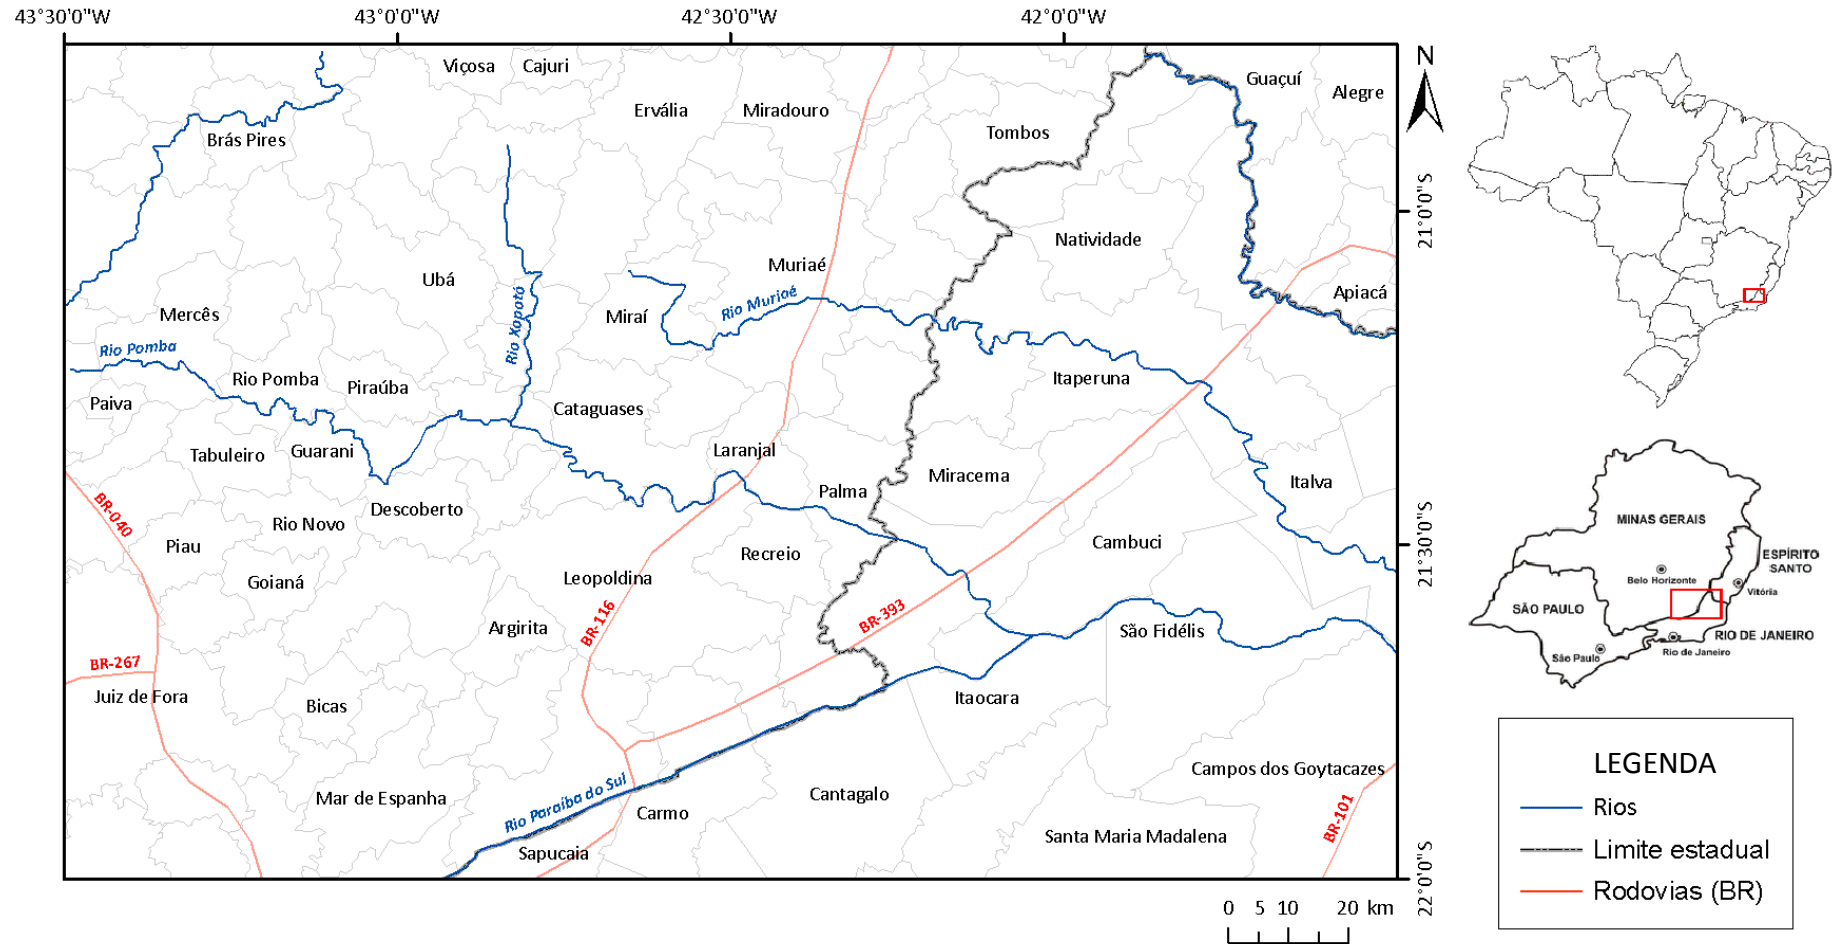 43°30'0"W
43°0'0"W
42°30'0"W
42°0'0"W
N
Viçosa
Cajuri
Guaçuí
Alegre
Ervália
Miradouro
Tombos
Brás Pires
21°0'0"S
Natividade
Muriaé
Ubá
Apiacá
Rio Muriaé
Mercês
Miraí
Rio Xopotó
Rio Pomba
Rio Pomba
Piraúba
Itaperuna
Paiva
Cataguases
Tabuleiro
Guarani
Laranjal
Miracema
Italva
Palma
BR-040
Descoberto
Rio Novo
Cambuci
21°30'0"S
Piau
Recreio
Goianá
Leopoldina
BR-116
BR-393
Argirita
São Fidélis
BR-267
Juiz de Fora
Bicas
Itaocara
Campos dos Goytacazes
Mar de Espanha
Rio Paraíba do Sul
Cantagalo
Carmo
BR-101
Santa Maria Madalena
Sapucaia
22°0'0"S
0 5 10 20 km
MINAS GERAIS
ESPÍRITO
SANTO
Belo Horizonte
Vitória
SÃO PAULO
RIO DE JANEIRO
Rio de Janeiro
São Paulo
LEGENDA
Rios
Limite estadual
Rodovias (BR)